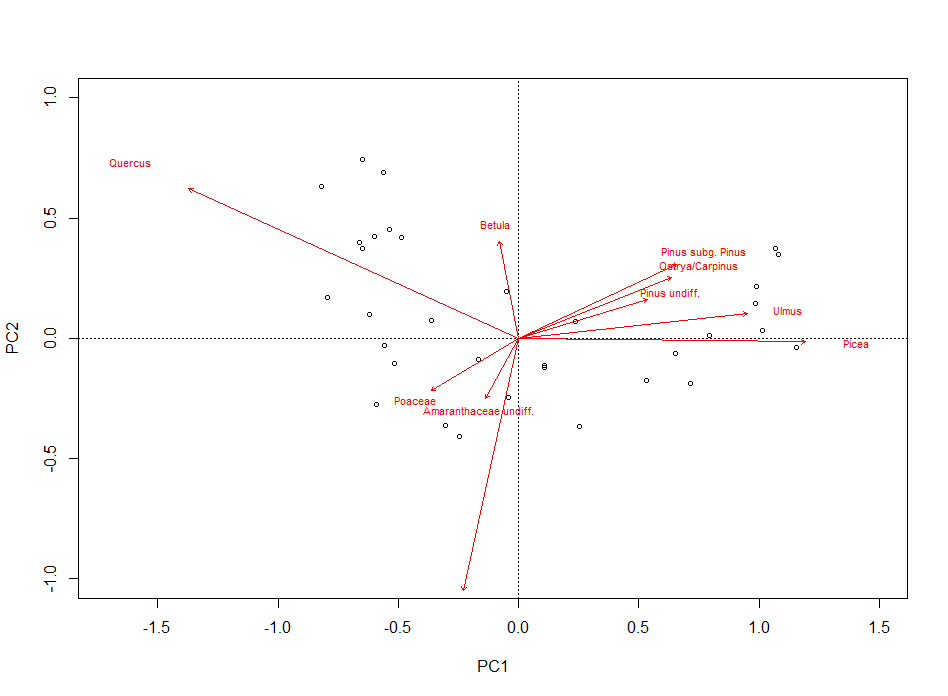 1.0
Quercus
Betula
0.5
Pinus subg. Pinus
Ostrya/Carpinus
Pinus undiff.
Ulmus
PC2
0.0
Picea
Poaceae
Amaranthaceae undiff.
-0.5
-1.0
-1.5 -1.0 -0.5 0.0 0.5 1.0 1.5
PC1